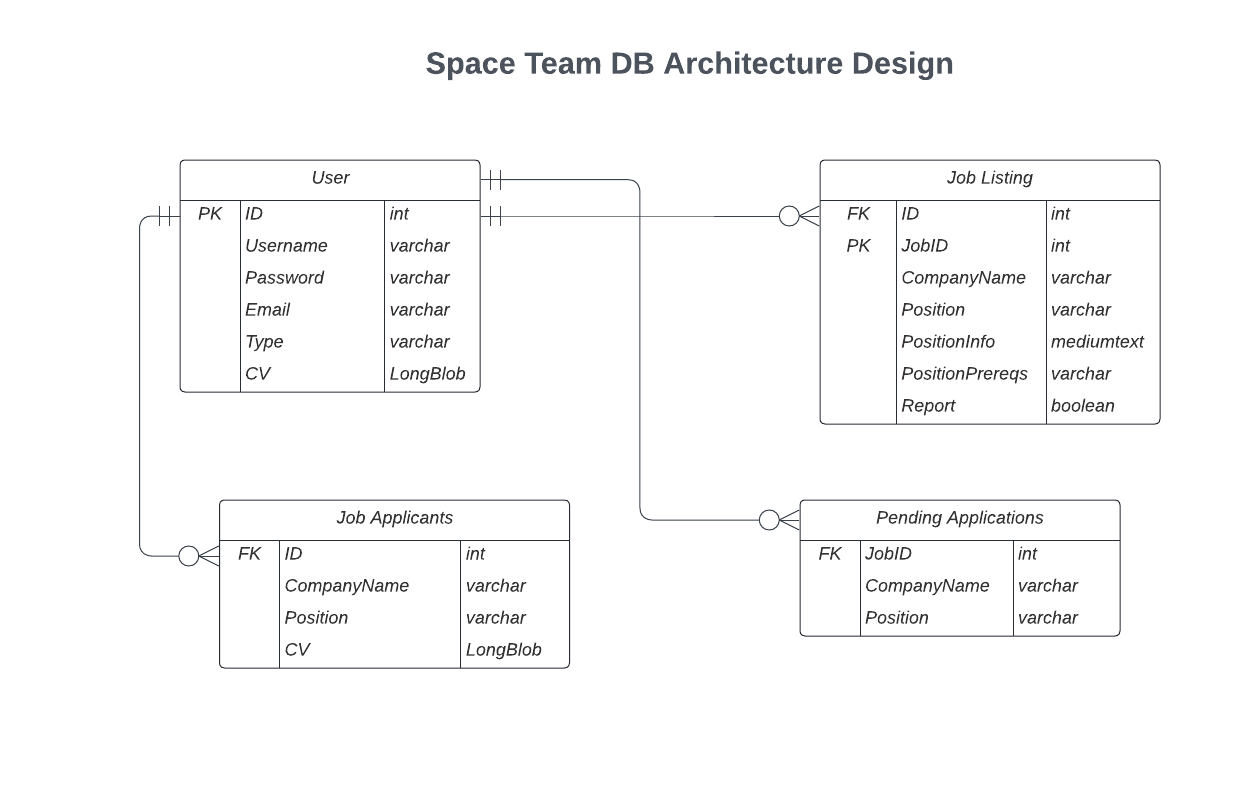 Space Team DB Architecture Design
User
PK ID int
Username varchar
Password varchar
Email varchar
Type varchar
CV LongBlob
Job Listing
FK ID int
PK JobID int
CompanyName varchar
Position varchar
PositionInfo mediumtext
PositionPrereqs varchar
Report boolean
Job Applicants
FK ID int
CompanyName varchar
Position varchar
CV LongBlob
Pending Applications
FK JobID int
CompanyName varchar
Position varchar